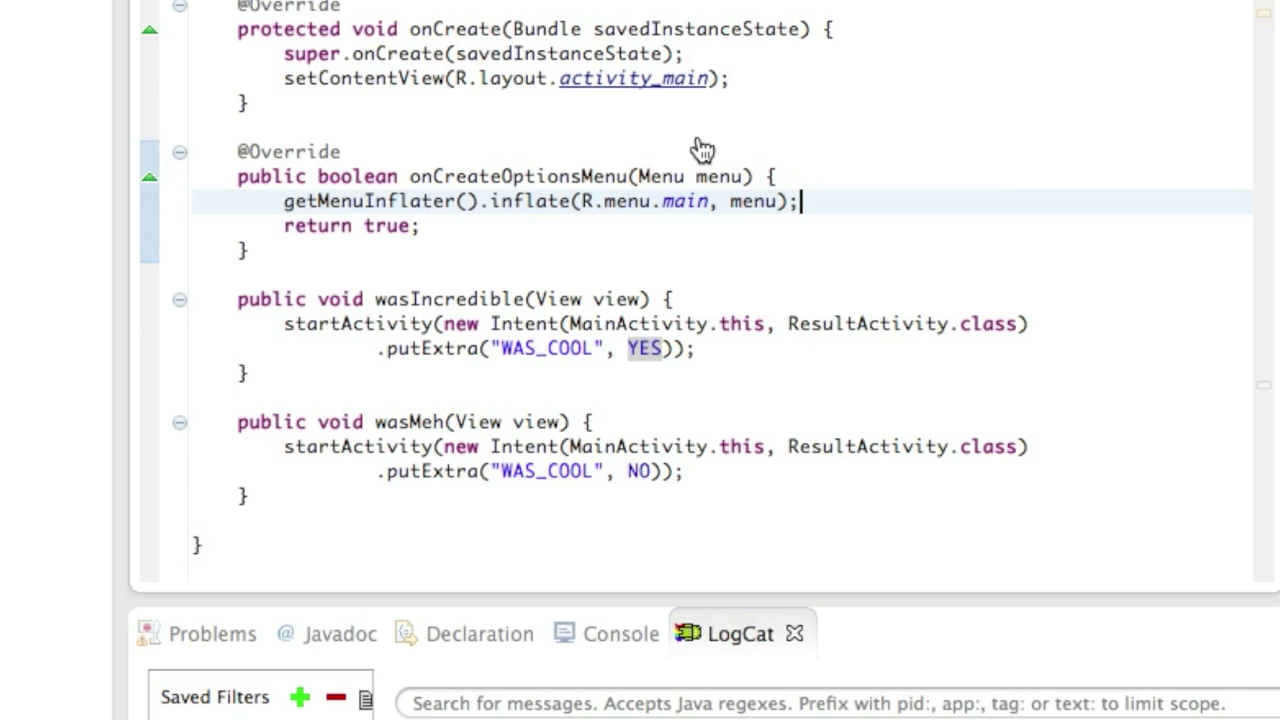 @Override
protected void onCreate(Bundle savedInstanceState) {
super.onCreate(savedInstanceState);
setContentView(R.layout.activity_main);
}
@Override
public boolean onCreateOptionsMenu(Menu menu) {
getMenuInflater().inflate(R.menu.main, menu);
return true;
}
public void wasIncredible(View view) {
startActivity(new Intent(MainActivity.this, ResultActivity.class)
.putExtra("WAS_COOL", YES));
}
public void wasMeh(View view) {
startActivity(new Intent(MainActivity.this, ResultActivity.class)
.putExtra("WAS_COOL", NO));
}
}
Problems @ Javadoc Declaration Console LogCat
Saved Filters Search for messages. Accepts Java regexes. Prefix with pid:, app:, tag: or text: to limit scope.